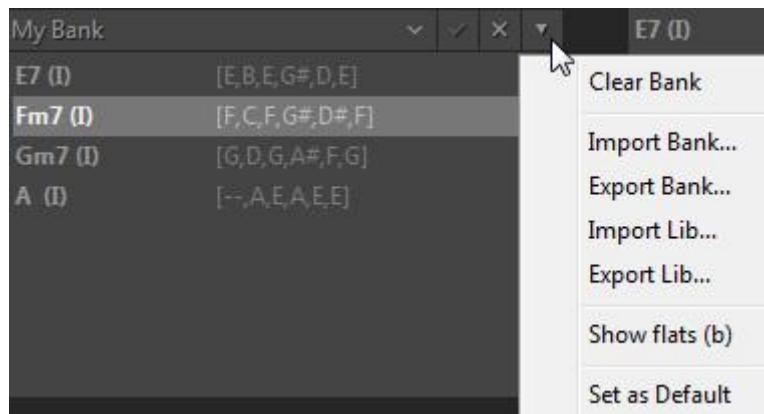 My Bank
E7 (I)
E7 (I) [E,B,E,G#,D,E]
Fm7 (I) [F,C,F,G#,D#,F]
Gm7 (I) [G,D,G,A#,F,G]
A (I) [--,A,E,A,E,E]
Clear Bank
Import Bank...
Export Bank...
Import Lib...
Export Lib...
Show flats (b)
Set as Default